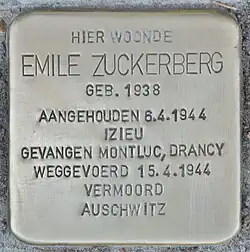 HIER WOONDE
EMILE ZUCKERBERG
GEB. 1938
AANGEHOUDEN 6.4.1944
IZIEU
GEVANGEN MONTLUC, DRANCY
WEGGEVOERD 15.4.1944
VERMOORD
AUSCHWITZ